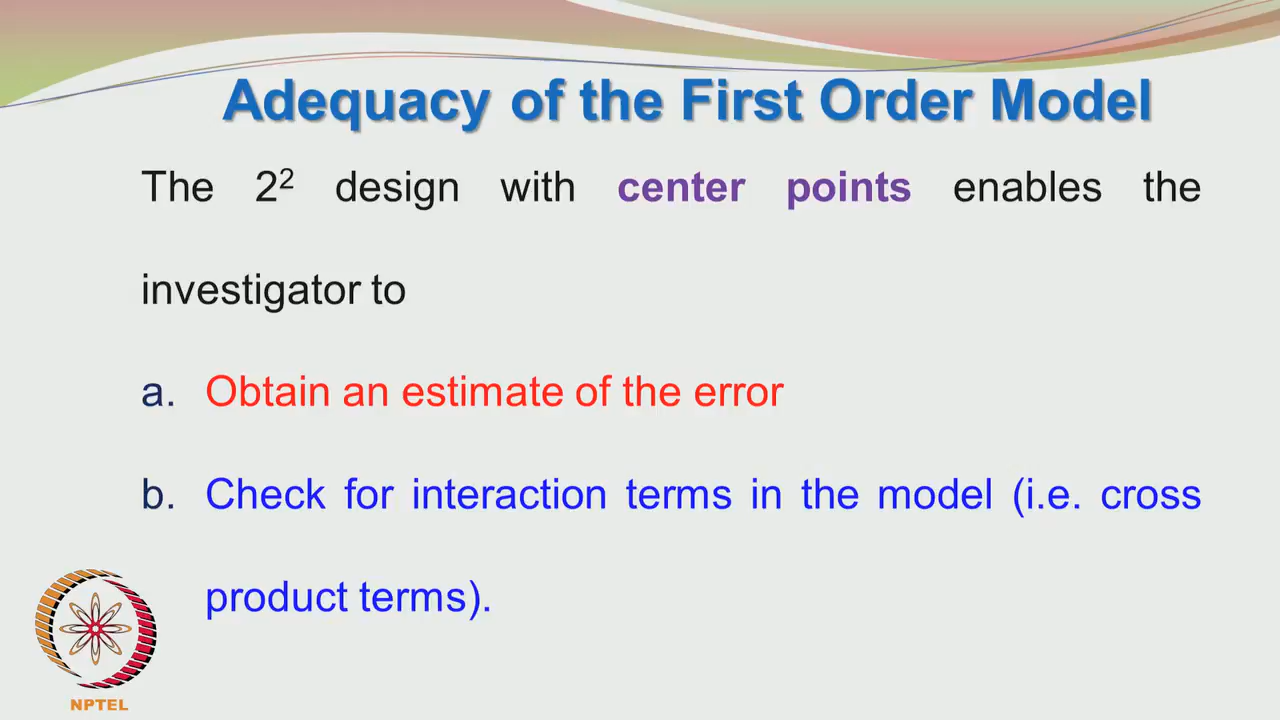 Adequacy of the First Order Model
The 2² design with center points enables the
investigator to
a. Obtain an estimate of the error
b. Check for interaction terms in the model (i.e. cross
product terms).
NPTEL